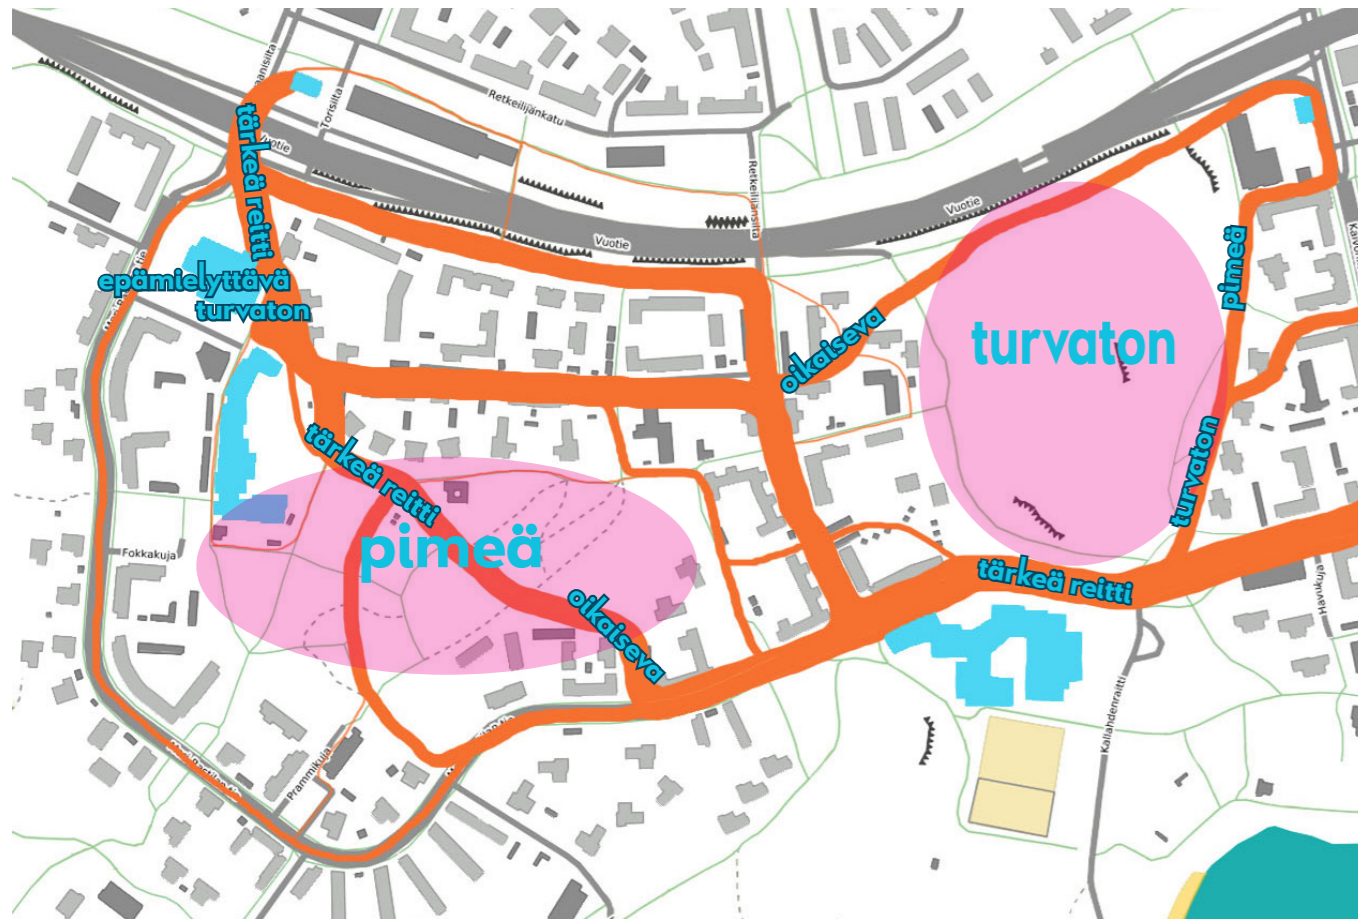 Torisilta
Retkeilijänkatu
Vuotie
tärkeä reitti
Retkeilijänsilta
Vuotie
Vuotie
epämielyttävä
turvaton
oikaiseva
turvaton
pimeä
tärkeä reitti
turvaton
pimeä
Fokkakuja
oikaiseva
tärkeä reitti
Haukkuja
Kallahdenraitti
Prammikuja